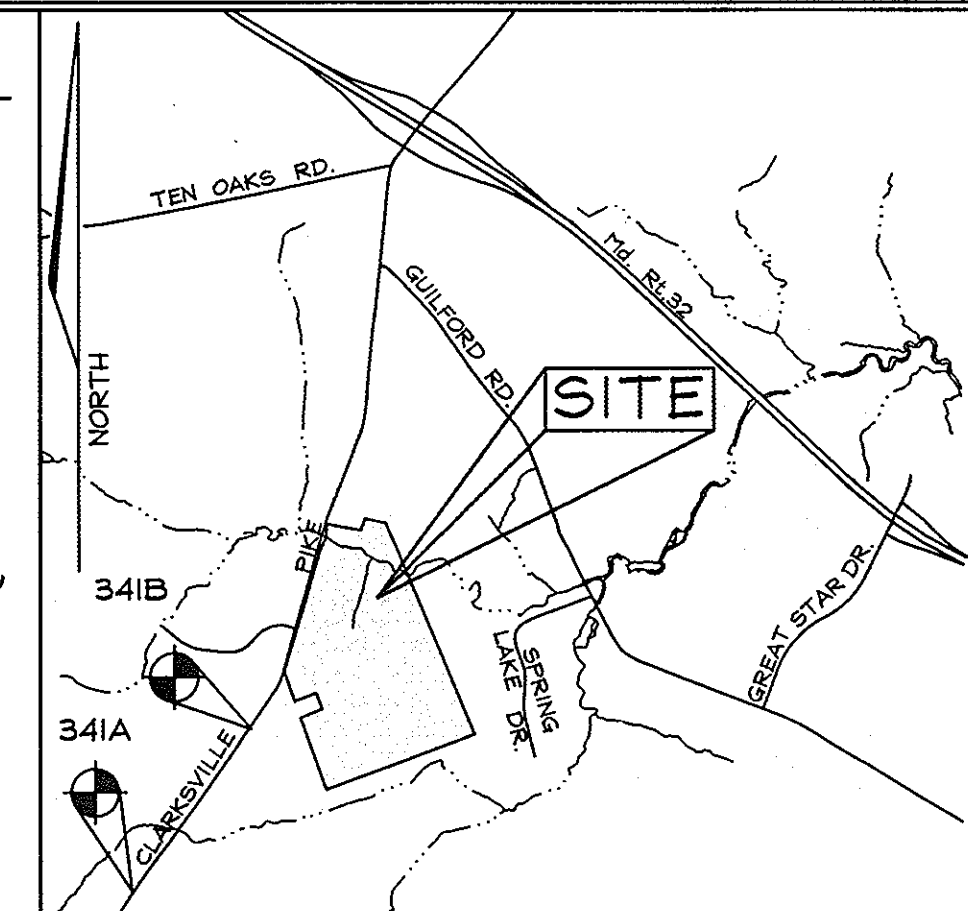 TEN OAKS RD.
Md. Rt.32
GUILFORD RD.
NORTH
SITE
PIKE
341B
GREAT STAR DR.
SPRING
LAKE DR.
341A
CLARKSVILLE